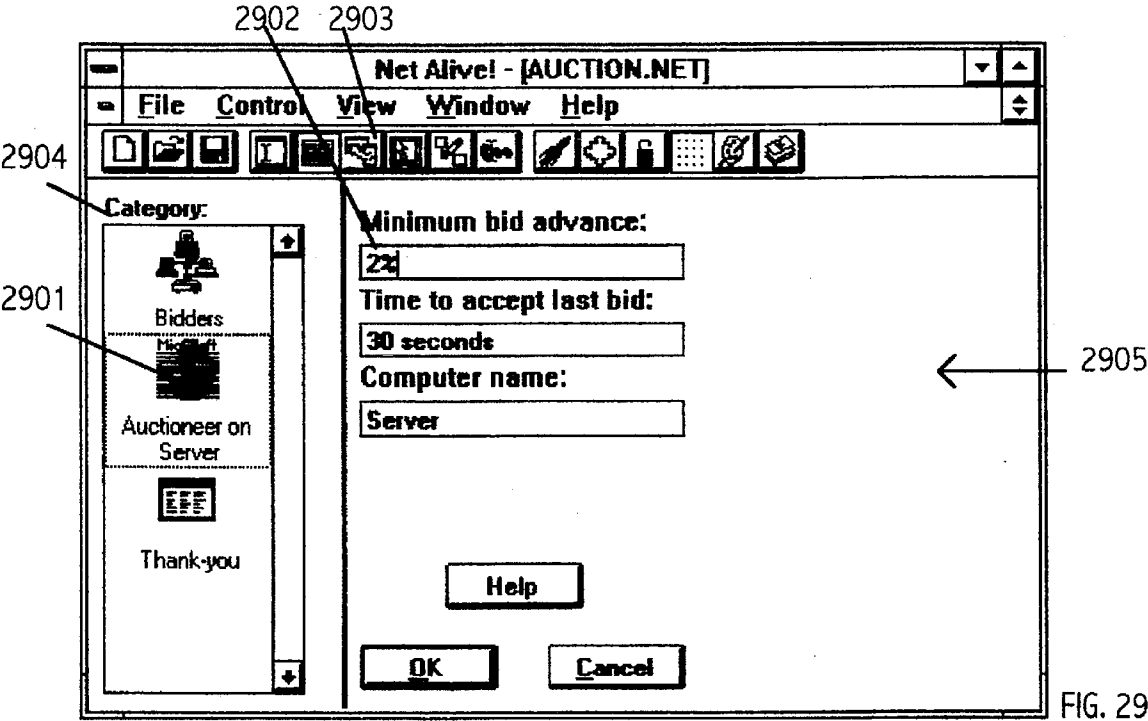 2902 2903
Net Alive! - [AUCTION.NET]
File Control View Window Help
2904
Category:
Minimum bid advance:
2%
2901
Bidders
Time to accept last bid:
30 seconds
Microsoft
Computer name:
2905
Auctioneer on
Server
Server
Thank-you
Help
OK Cancel
FIG. 29